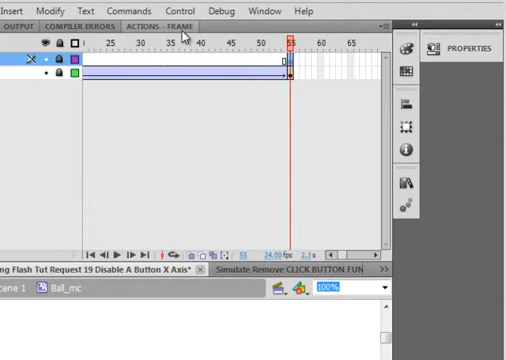 Insert Modify Text Commands Control Debug Window Help
OUTPUT COMPILER ERRORS ACTIONS - FRAME
25 30 35 40 45 50 55 60 65
PROPERTIES
55 24.00 fps 2.3 s
ng Flash Tut Request 19 Disable A Button X Axis* Simulate Remove CLICK BUTTON FUN
cene 1 Ball_mc 100%